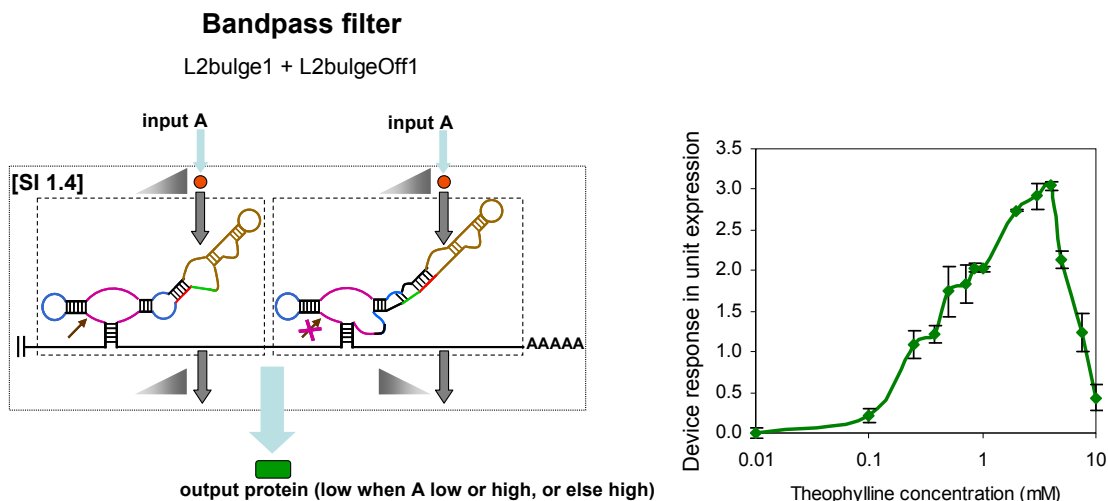 Bandpass filter
L2bulge1 + L2bulgeOff1
input A
input A
[SI 1.4]
AAAAA
output protein (low when A low or high, or else high)
Device response in unit expression
3.5
3.0
2.5
2.0
1.5
1.0
0.5
0.0
0.01
0.1
1
10
Theophylline concentration (mM)